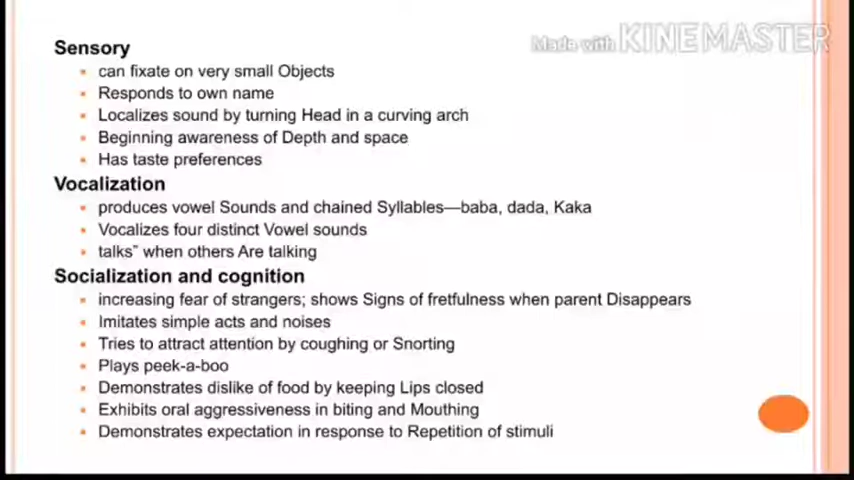 Made with KINEMASTER
Sensory
can fixate on very small Objects
Responds to own name
Localizes sound by turning Head in a curving arch
Beginning awareness of Depth and space
Has taste preferences
Vocalization
produces vowel Sounds and chained Syllables—baba, dada, Kaka
Vocalizes four distinct Vowel sounds
talks” when others Are talking
Socialization and cognition
increasing fear of strangers; shows Signs of fretfulness when parent Disappears
Imitates simple acts and noises
Tries to attract attention by coughing or Snorting
Plays peek-a-boo
Demonstrates dislike of food by keeping Lips closed
Exhibits oral aggressiveness in biting and Mouthing
Demonstrates expectation in response to Repetition of stimuli